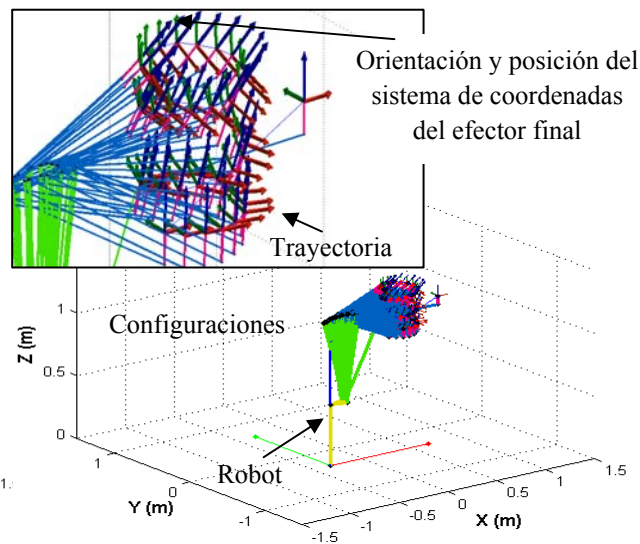 Orientación y posición del
sistema de coordenadas
del efector final
Trayectoria
Configuraciones
Robot
Z (m)
1
0.5
0
1.
1
0
-1
Y (m)
-1.5
-1
-0.5
0
0.5
1
1.5
X (m)